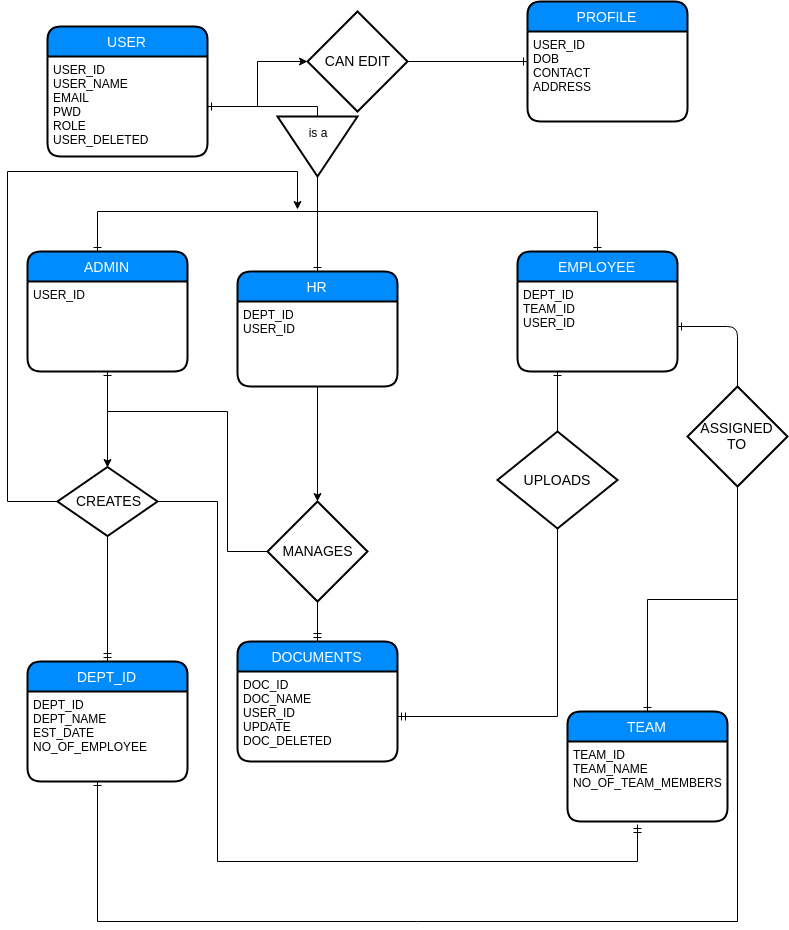 PROFILE
USER_ID
DOB
CONTACT
ADDRESS
USER
USER_ID
USER_NAME
EMAIL
PWD
ROLE
USER_DELETED
CAN EDIT
is a
ADMIN
USER_ID
HR
DEPT_ID
USER_ID
EMPLOYEE
DEPT_ID
TEAM_ID
USER_ID
ASSIGNED
TO
CREATES
UPLOADS
MANAGES
DEPT_ID
DEPT_ID
DEPT_NAME
EST_DATE
NO_OF_EMPLOYEE
DOCUMENTS
DOC_ID
DOC_NAME
USER_ID
UPDATE
DOC_DELETED
TEAM
TEAM_ID
TEAM_NAME
NO_OF_TEAM_MEMBERS